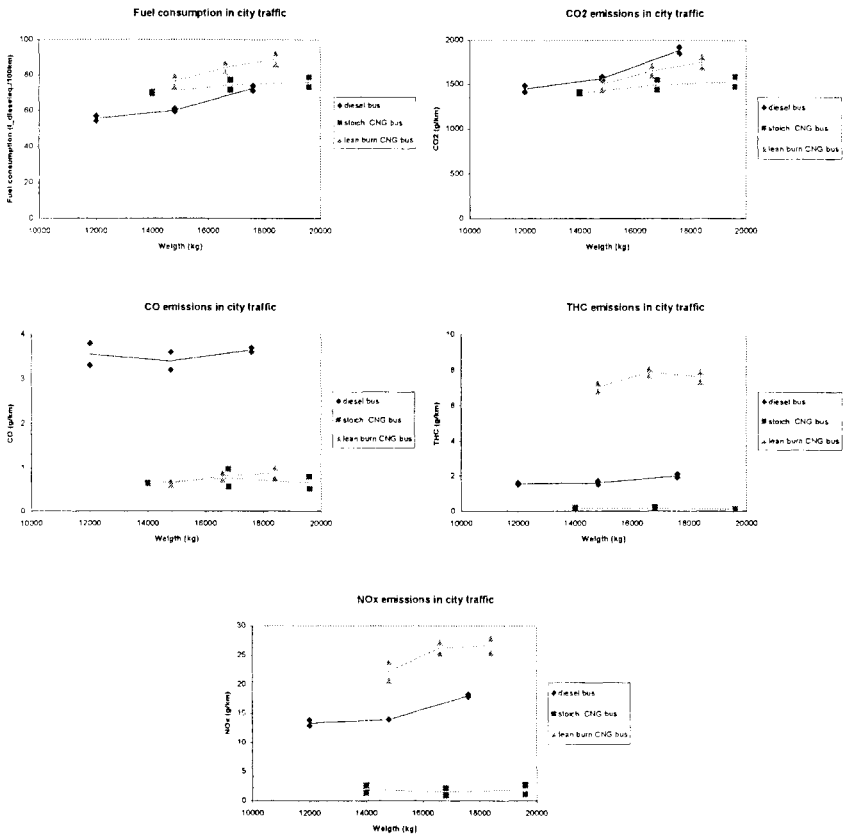 Fuel consumption in city traffic
Fuel consumption (l_dieseleq./100km)
100
80
60
40
20
0
10000 12000 14000 16000 18000 20000
Weigth (kg)
diesel bus
stoich. CNG bus
lean burn CNG bus
CO2 emissions in city traffic
CO2 (g/km)
2000
1500
1000
500
0
10000 12000 14000 16000 18000 20000
Weigth (kg)
diesel bus
stoich. CNG bus
lean burn CNG bus
CO emissions in city traffic
CO (g/km)
4
3
2
1
0
10000 12000 14000 16000 18000 20000
Weigth (kg)
diesel bus
stoich. CNG bus
lean burn CNG bus
THC emissions in city traffic
THC (g/km)
10
8
6
4
2
0
10000 12000 14000 16000 18000 20000
Weigth (kg)
diesel bus
stoich. CNG bus
lean burn CNG bus
NOx emissions in city traffic
NOx (g/km)
30
25
20
15
10
5
0
10000 12000 14000 16000 18000 20000
Weigth (kg)
diesel bus
stoich. CNG bus
lean burn CNG bus